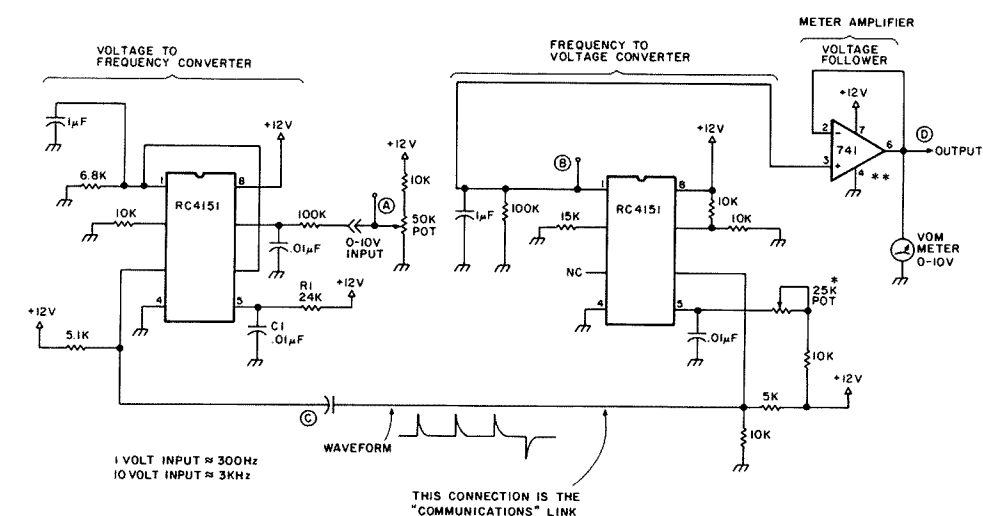 METER AMPLIFIER
VOLTAGE TO
FREQUENCY CONVERTER
FREQUENCY TO
VOLTAGE CONVERTER
VOLTAGE
FOLLOWER
1µF
+12V
6.8K
1
8
10K
RC4151
100K
.01µF
A
0-10V
INPUT
+12V
10K
50K
POT
4
5
R1
24K
+12V
C1
.01µF
+12V
5.1K
B
+12V
1
8
1µF
100K
15K
RC4151
10K
10K
NC
4
5
.01µF
25K *
POT
10K
+12V
5K
10K
+12V
2
7
741
3
4
6
**
D
OUTPUT
VOM
METER
0-10V
C
WAVEFORM
1 VOLT INPUT ≈ 300Hz
10 VOLT INPUT ≈ 3KHz
THIS CONNECTION IS THE
"COMMUNICATIONS" LINK
-
+